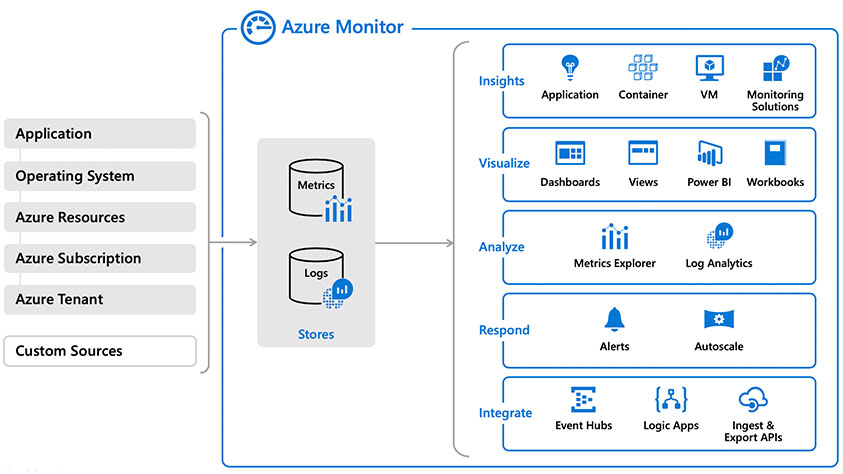 Azure Monitor
Application
Operating System
Azure Resources
Azure Subscription
Azure Tenant
Custom Sources
Metrics
Logs
Stores
Insights
Application
Container
VM
Monitoring
Solutions
Visualize
Dashboards
Views
Power BI
Workbooks
Analyze
Metrics Explorer
Log Analytics
Respond
Alerts
Autoscale
Integrate
Event Hubs
Logic Apps
Ingest &
Export APIs